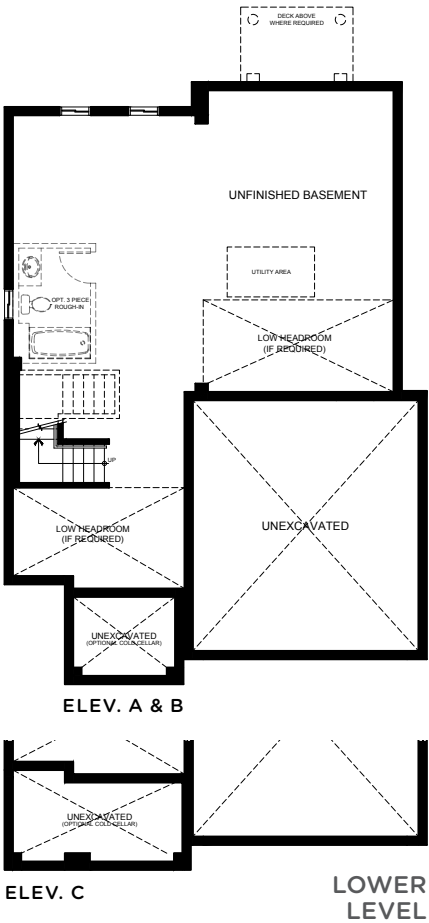 DECK ABOVE
WHERE REQUIRED
UNFINISHED BASEMENT
UTILITY AREA
OPT. 3 PIECE
ROUGH-IN
LOW HEADROOM
(IF REQUIRED)
UP
LOW HEADROOM
(IF REQUIRED)
UNEXCAVATED
UNEXCAVATED
(OPTIONAL COLD CELLAR)
ELEV. A & B
UNEXCAVATED
(OPTIONAL COLD CELLAR)
ELEV. C
LOWER
LEVEL